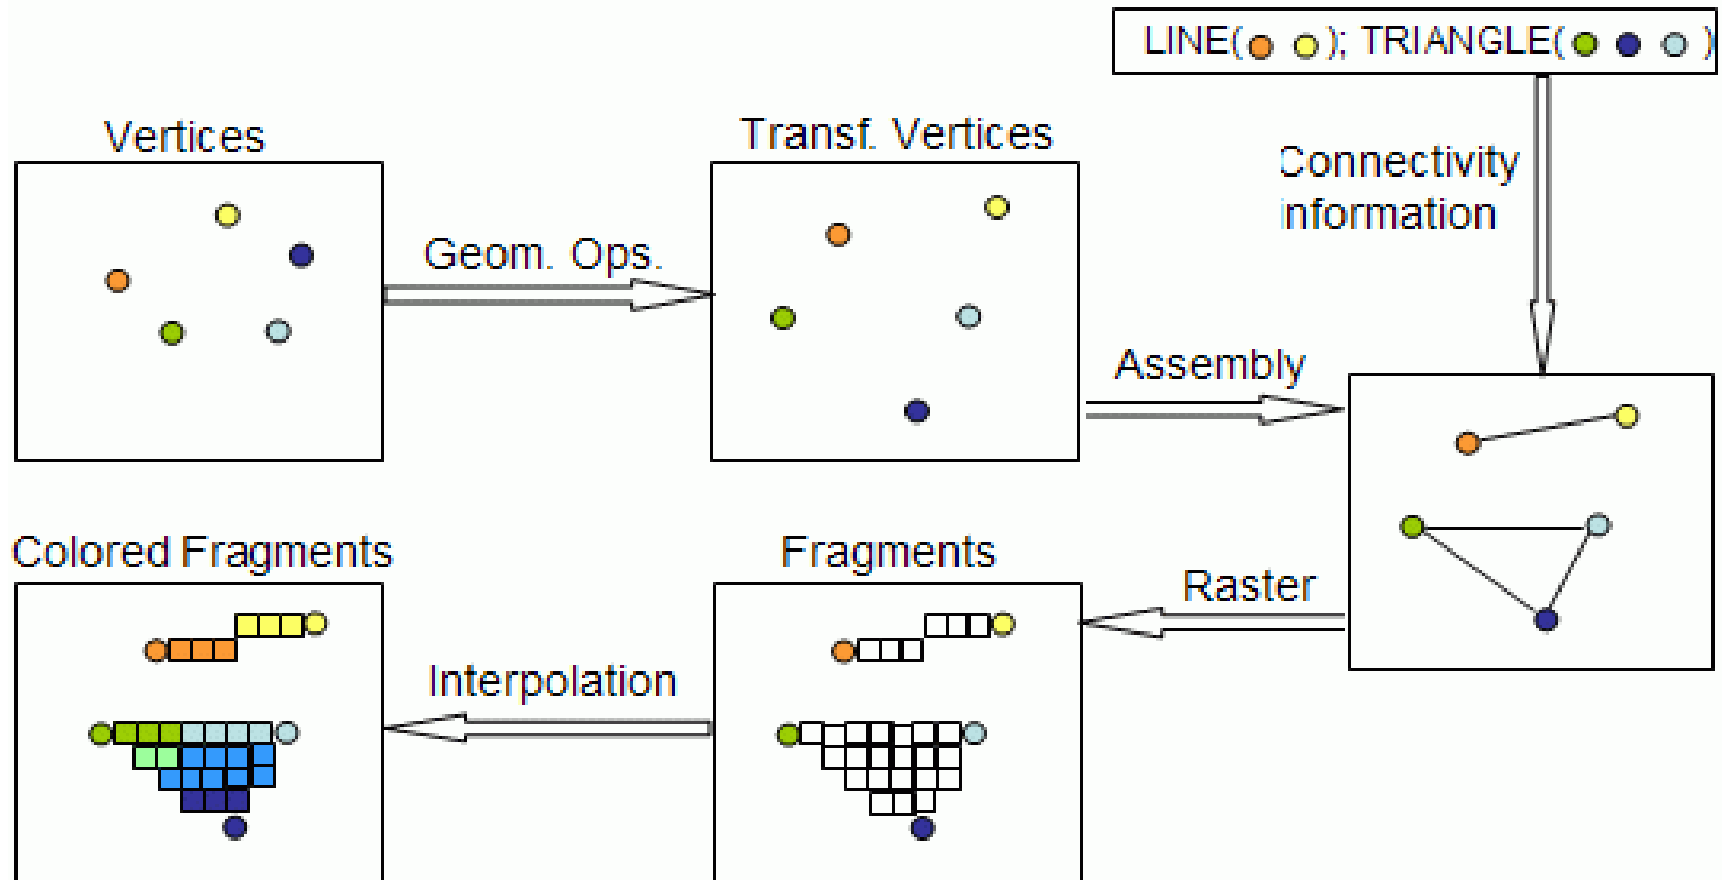 LINE( ); TRIANGLE( )
Vertices
Transf. Vertices
Connectivity
information
Geom. Ops.
Assembly
Colored Fragments
Fragments
Raster
Interpolation